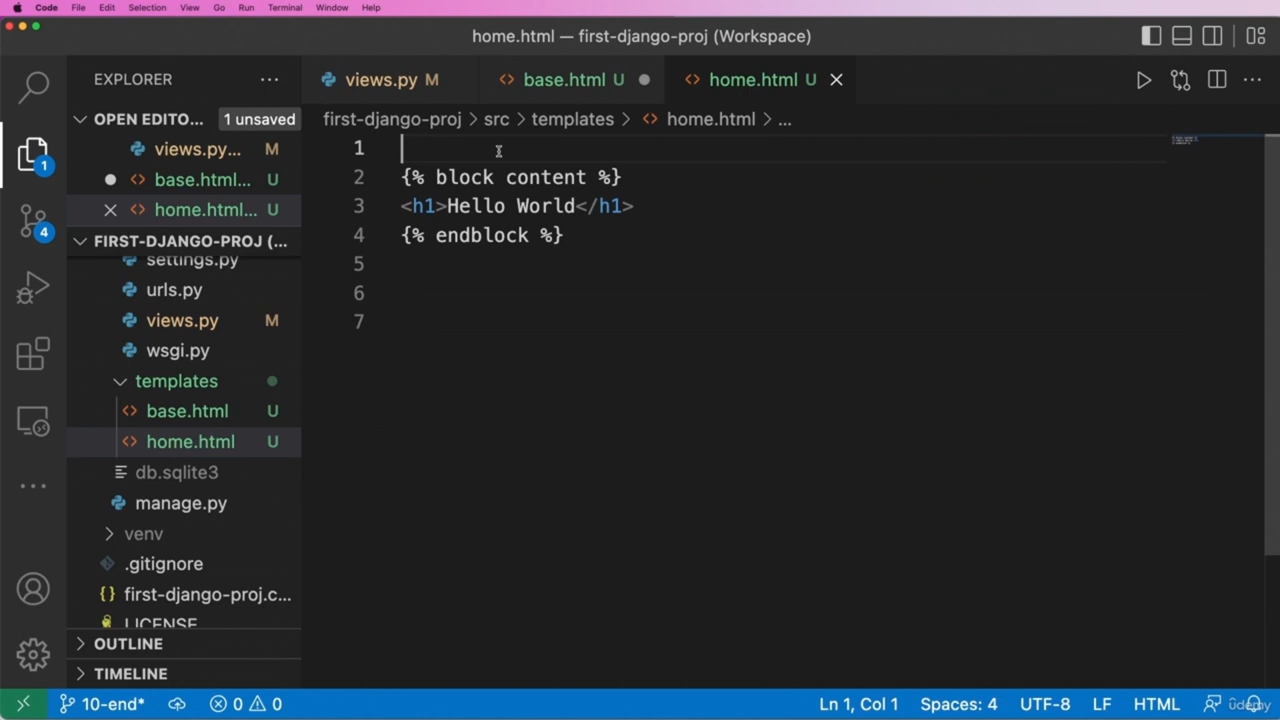 Code File Edit Selection View Go Run Terminal Window Help
home.html — first-django-proj (Workspace)
EXPLORER
views.py M
base.html U
home.html U
OPEN EDITO... 1 unsaved
first-django-proj > src > templates > home.html > ...
views.py... M
base.html... U
home.html... U
FIRST-DJANGO-PROJ (...
settings.py
urls.py
views.py M
wsgi.py
templates
base.html U
home.html U
db.sqlite3
manage.py
venv
.gitignore
first-django-proj.c...
LICENSE
OUTLINE
TIMELINE
1
4
1
2 {% block content %}
3 <h1>Hello World</h1>
4 {% endblock %}
5
6
7
10-end* 0 0 Ln 1, Col 1 Spaces: 4 UTF-8 LF HTML
udemy